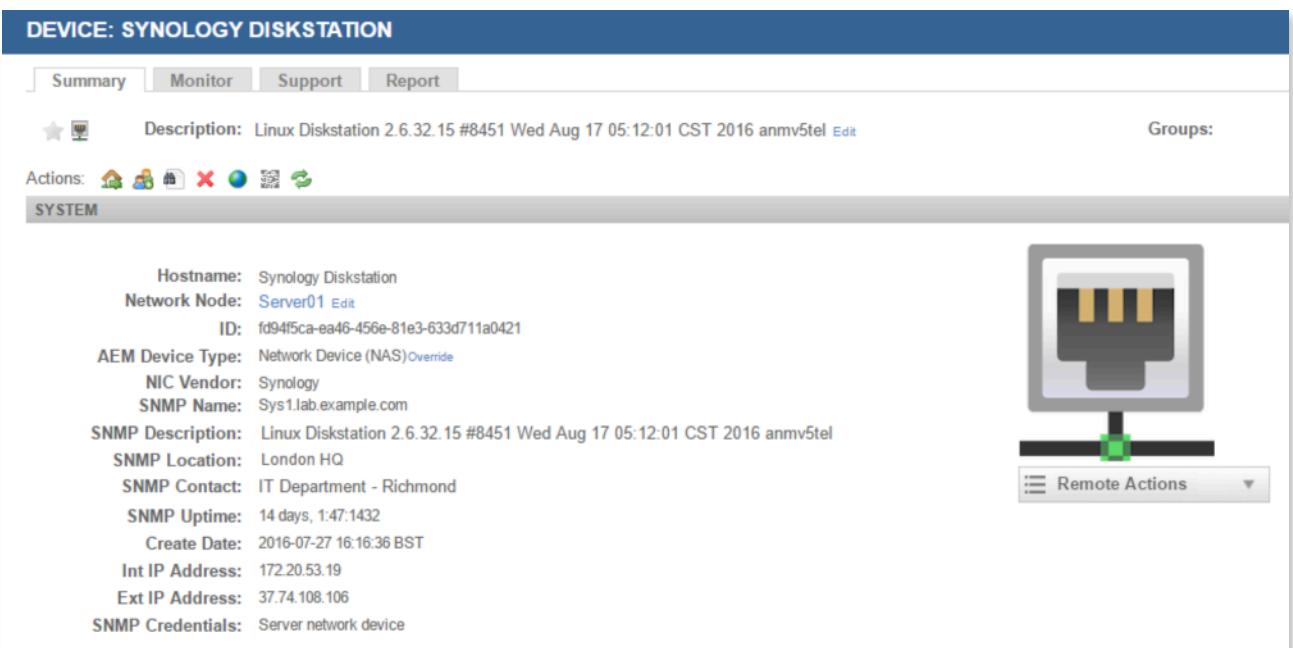 DEVICE: SYNOLOGY DISKSTATION
Summary Monitor Support Report
Description: Linux Diskstation 2.6.32.15 #8451 Wed Aug 17 05:12:01 CST 2016 anmv5tel Edit Groups:
Actions:
SYSTEM
Hostname: Synology Diskstation
Network Node: Server01 Edit
ID: fd94f5ca-ea46-456e-81e3-633d711a0421
AEM Device Type: Network Device (NAS)Override
NIC Vendor: Synology
SNMP Name: Sys1.lab.example.com
SNMP Description: Linux Diskstation 2.6.32.15 #8451 Wed Aug 17 05:12:01 CST 2016 anmv5tel
SNMP Location: London HQ
SNMP Contact: IT Department - Richmond
Remote Actions
SNMP Uptime: 14 days, 1:47:1432
Create Date: 2016-07-27 16:16:36 BST
Int IP Address: 172.20.53.19
Ext IP Address: 37.74.108.106
SNMP Credentials: Server network device